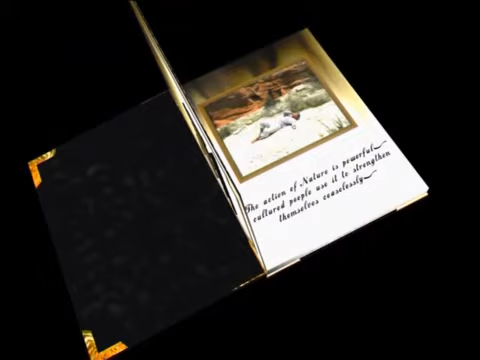 The action of Nature is powerful
cultured people use it to strengthen
themselves ceaselessly